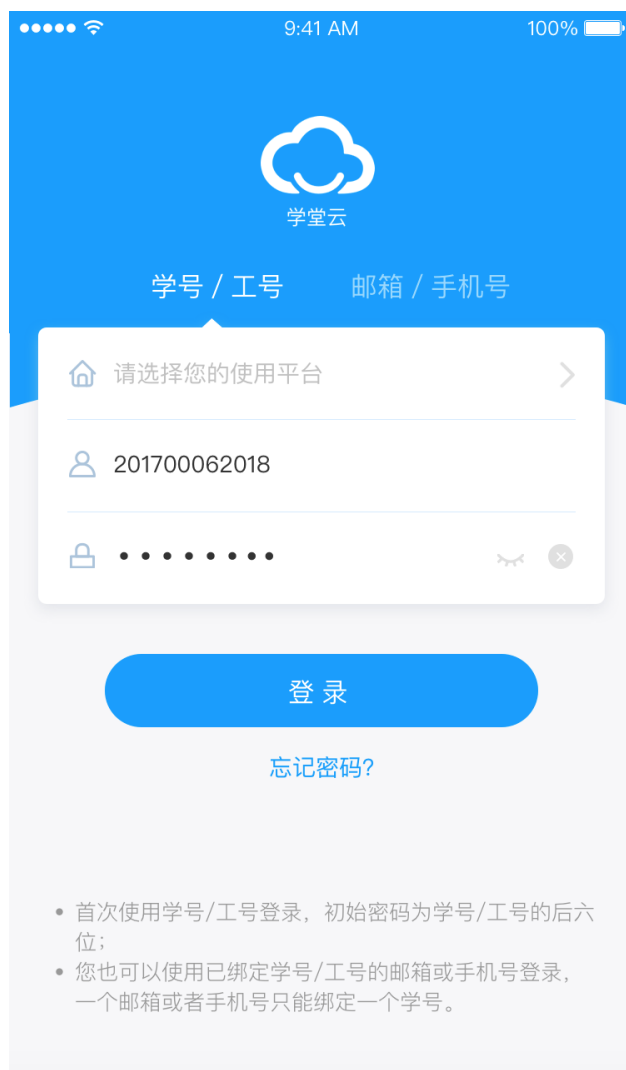 9:41 AM 100%
学堂云
学号 / 工号 邮箱 / 手机号
请选择您的使用平台
201700062018
••••••••
登 录
忘记密码?
• 首次使用学号/工号登录，初始密码为学号/工号的后六
位；
• 您也可以使用已绑定学号/工号的邮箱或手机号登录，
一个邮箱或者手机号只能绑定一个学号。